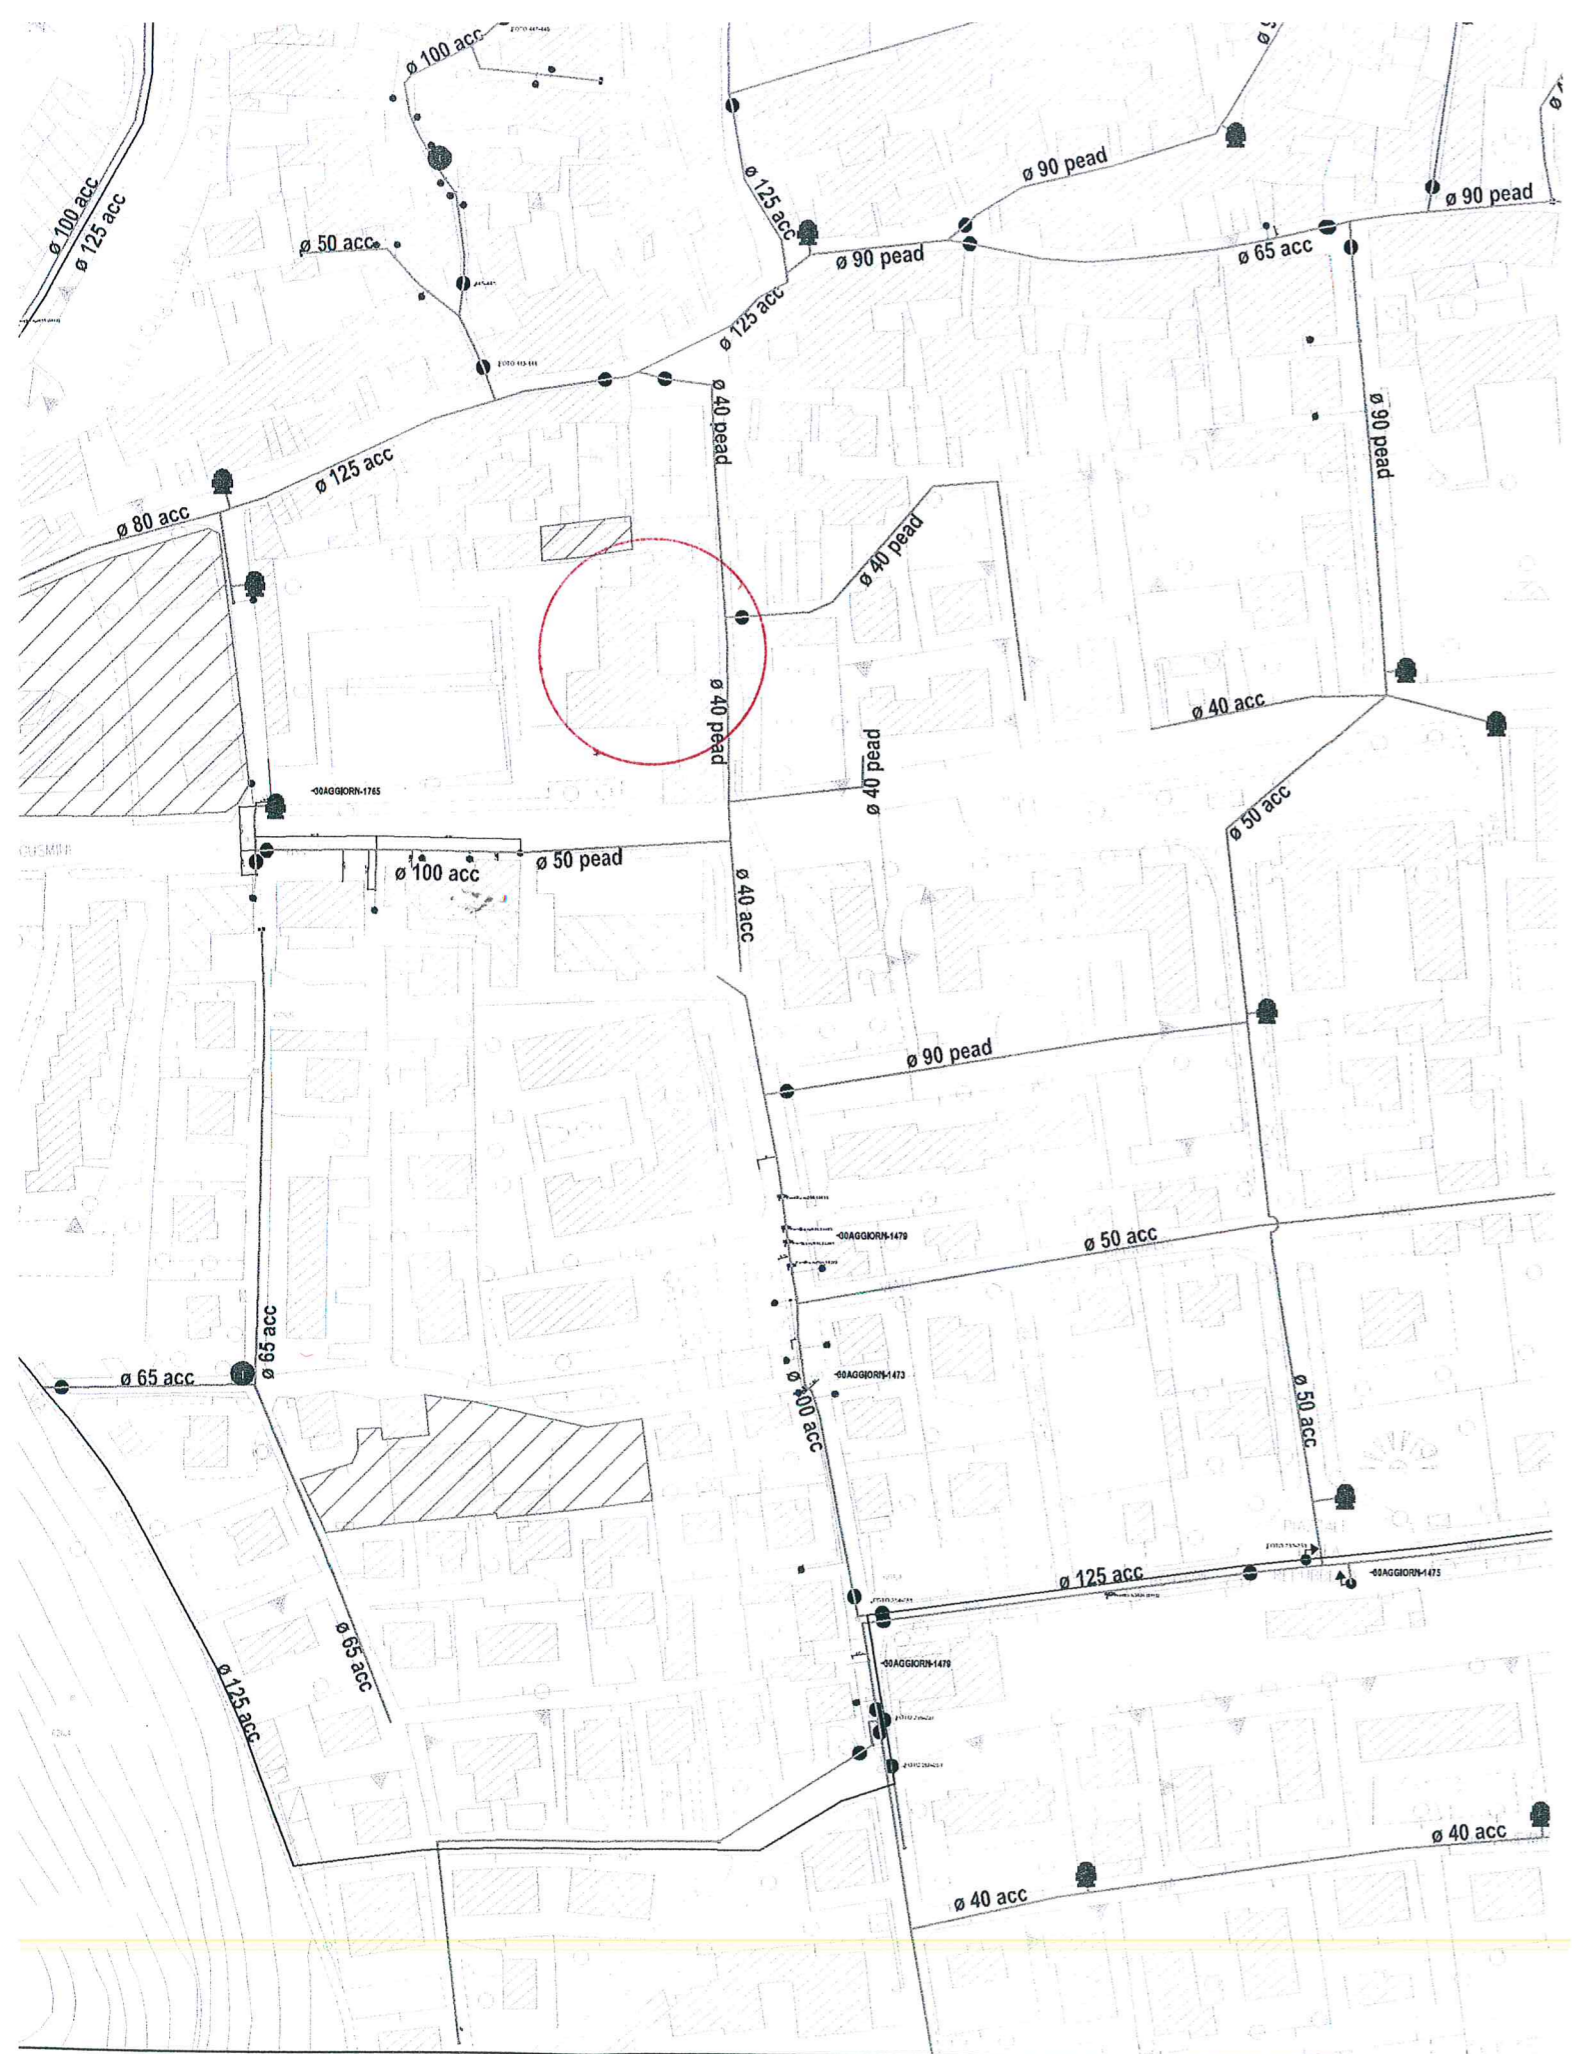 ø 100 acc
ø 100 acc
ø 125 acc
ø 50 acc
ø 125 acc
ø 90 pead
ø 90 pead
ø 90 pead
ø 65 acc
ø 125 acc
ø 40 pead
ø 90 pead
ø 125 acc
ø 80 acc
ø 40 pead
ø 40 pead
ø 40 acc
ø 40 pead
-00AGGIORN-1765
ø 50 acc
ø 100 acc
ø 50 pead
ø 40 acc
ø 90 pead
-00AGGIORN-1479
ø 50 acc
ø 65 acc
ø 65 acc
-00AGGIORN-1473
ø 100 acc
ø 50 acc
ø 125 acc
-00AGGIORN-1475
ø 65 acc
-00AGGIORN-1479
ø 125 acc
ø 40 acc
ø 40 acc